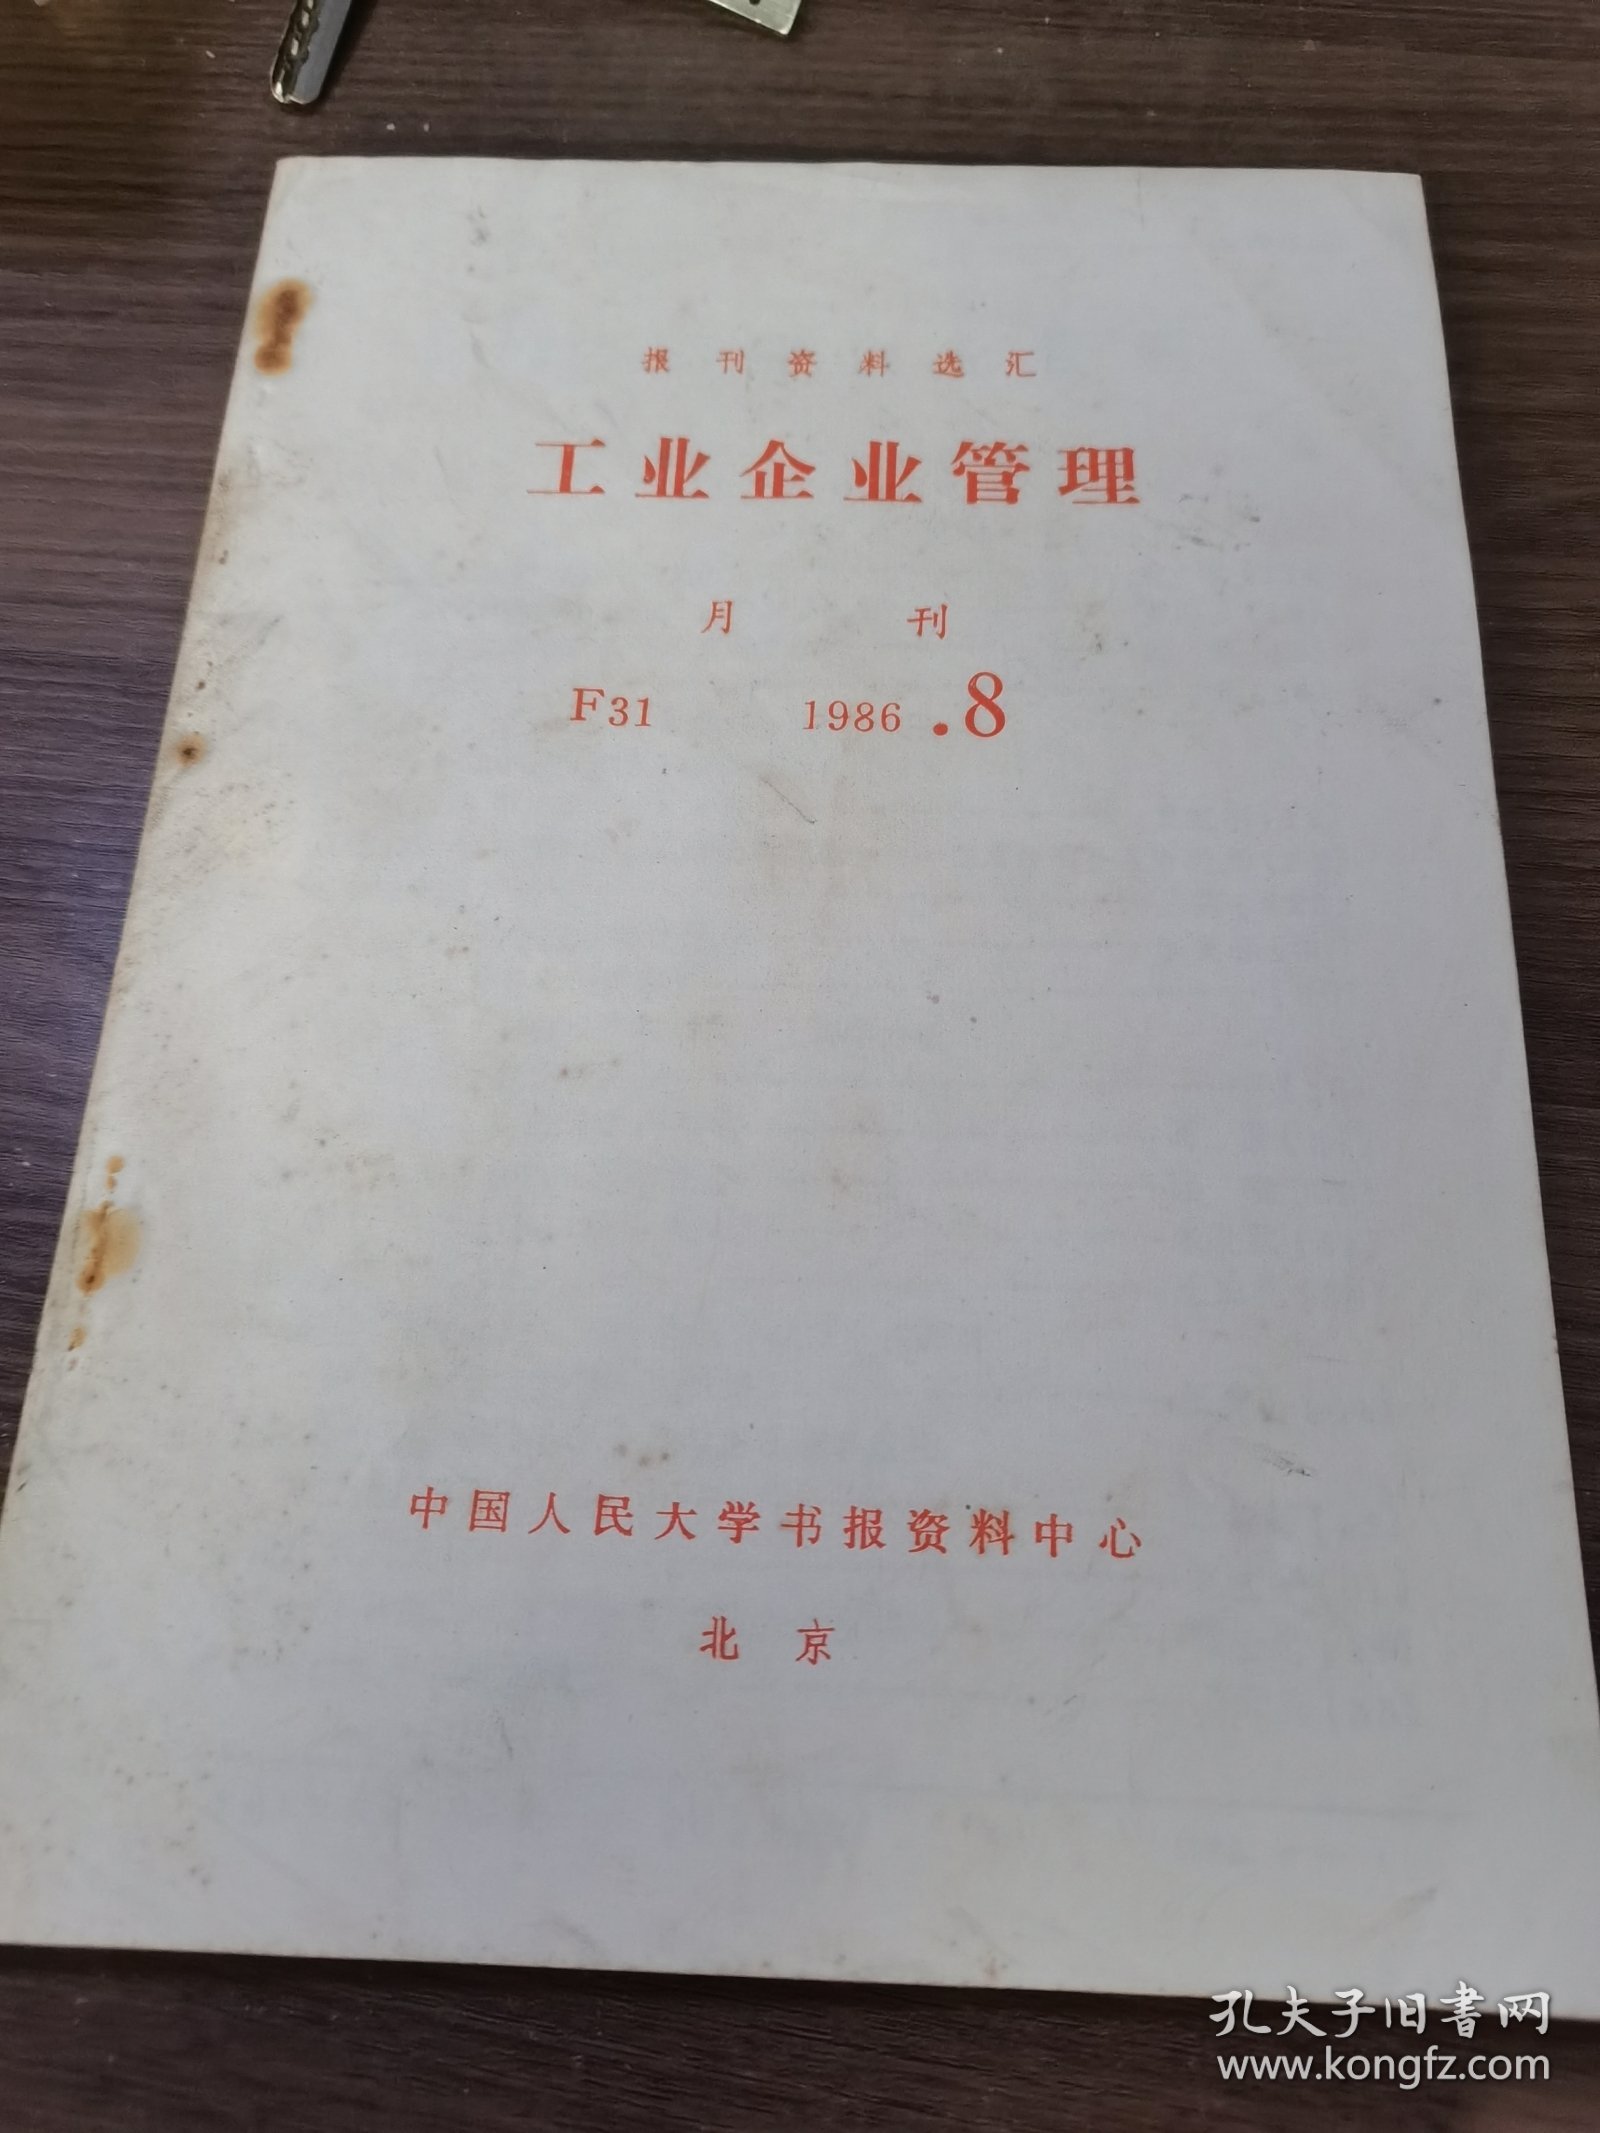 报刊资料选汇
工业企业管理
月刊
F31 1986.8
中国人民大学书报资料中心
北京
孔夫子旧書网
www.kongfz.com